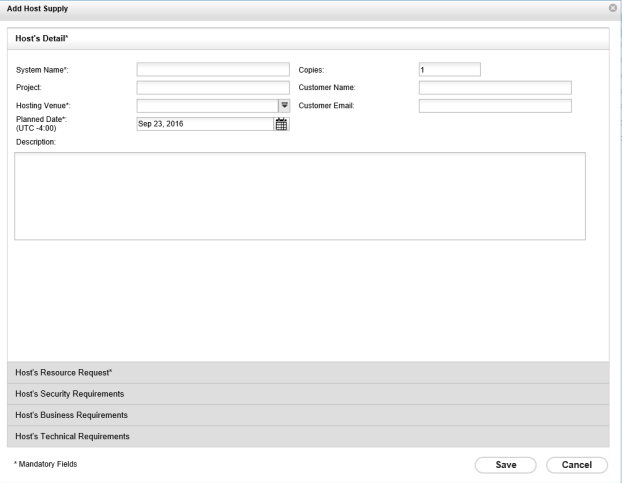 Add Host Supply
Host's Detail*
System Name*:
Copies: 1
Project:
Customer Name:
Hosting Venue*:
Customer Email:
Planned Date*:
(UTC -4:00)
Sep 23, 2016
Description:
Host's Resource Request*
Host's Security Requirements
Host's Business Requirements
Host's Technical Requirements
* Mandatory Fields
Save
Cancel